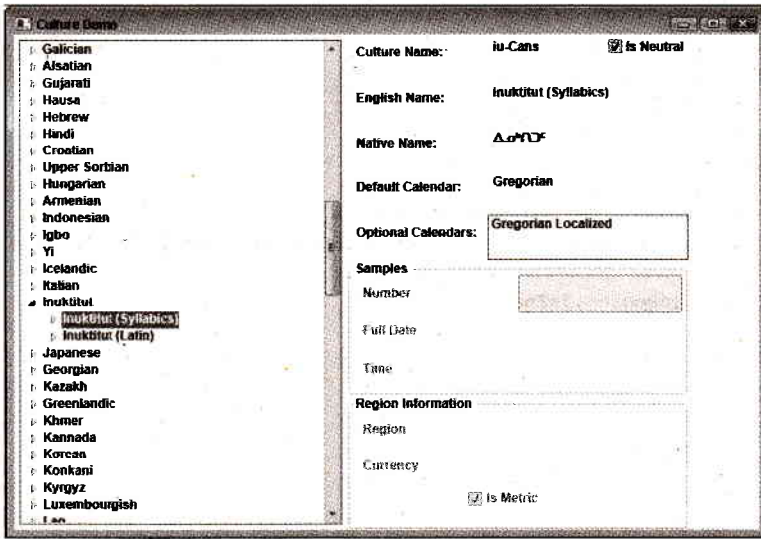 Culture Demo
Galician
Alsatian
Gujarati
Hausa
Hebrew
Hindi
Croatian
Upper Sorbian
Hungarian
Armenian
Indonesian
Igbo
Yi
Icelandic
Italian
Inuktitut
Inuktitut (Syllabics)
Inuktitut (Latin)
Japanese
Georgian
Kazakh
Greenlandic
Khmer
Kannada
Korean
Konkani
Kyrgyz
Luxembourgish
Culture Name: iu-Cans Is Neutral
English Name: Inuktitut (Syllabics)
Native Name: ᐃᓄᒃᑎᑐᑦ
Default Calendar: Gregorian
Optional Calendars: Gregorian Localized
Samples
Number
Full Date
Time
Region Information
Region
Currency
Is Metric